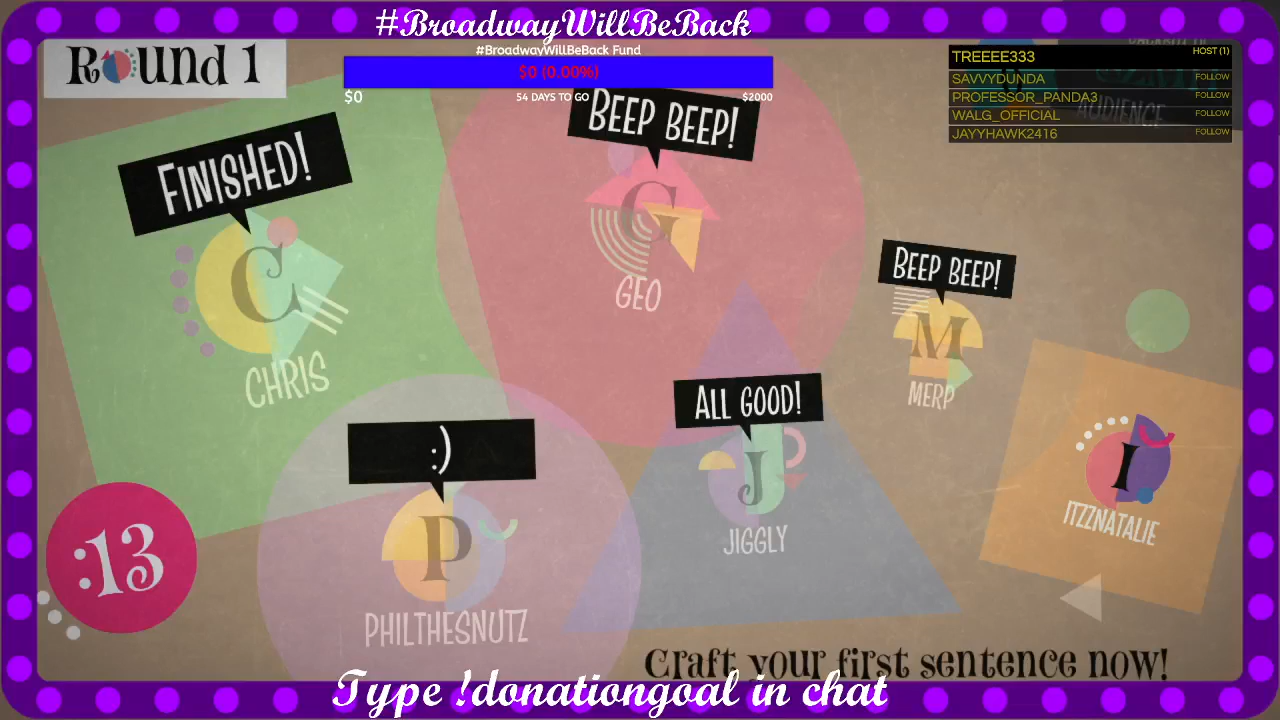 #BroadwayWillBeBack
Round 1
#BroadwayWillBeBack Fund
$0 (0.00%)
$0
54 DAYS TO GO
$2000
TREEEE333
HOST (1)
SAVVYDUNDA
FOLLOW
PROFESSOR_PANDA3
FOLLOW
WALG_OFFICIAL
FOLLOW
JAYYHAWK2416
FOLLOW
AUDIENCE
FINISHED!
C
CHRIS
BEEP BEEP!
G
GEO
BEEP BEEP!
M
MERP
:)
P
PHILTHESNUTZ
ALL GOOD!
J
JIGGLY
I
ITZZNATALIE
:13
Craft your first sentence now!
Type !donationgoal in chat